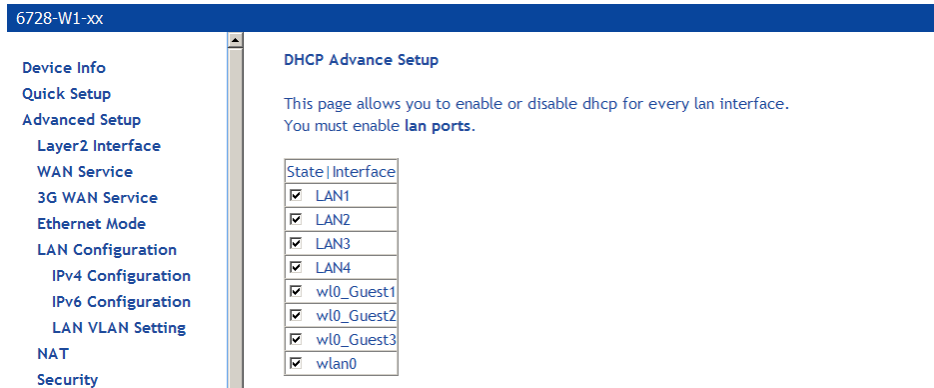 6728-W1-xx
Device Info
Quick Setup
Advanced Setup
Layer2 Interface
WAN Service
3G WAN Service
Ethernet Mode
LAN Configuration
IPv4 Configuration
IPv6 Configuration
LAN VLAN Setting
NAT
Security
DHCP Advance Setup
This page allows you to enable or disable dhcp for every lan interface.
You must enable lan ports.
State|Interface
LAN1
LAN2
LAN3
LAN4
wl0_Guest1
wl0_Guest2
wl0_Guest3
wlan0